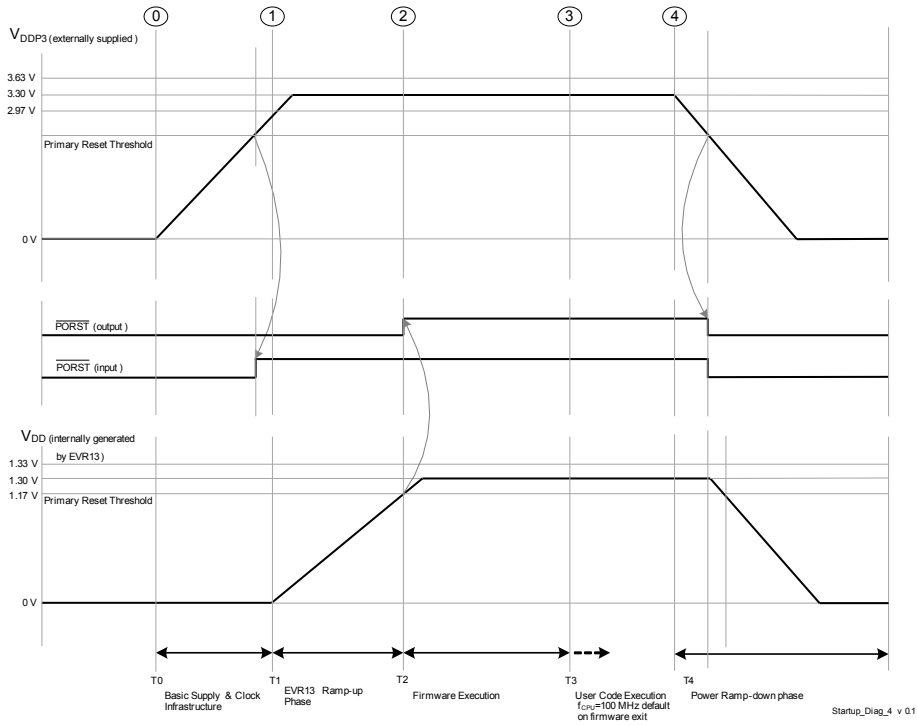 0 1 2 3 4
VDDP3 (externally supplied)
3.63 V
3.30 V
2.97 V
Primary Reset Threshold
0 V
PORST (output)
PORST (input)
VDD (internally generated
by EVR13)
1.33 V
1.30 V
1.17 V
Primary Reset Threshold
0 V
T0 T1 T2 T3 T4
Basic Supply & Clock
Infrastructure
EVR13 Ramp-up
Phase
Firmware Execution
User Code Execution
fCPU=100 MHz default
on firmware exit
Power Ramp-down phase
Startup_Diag_4 v 0.1